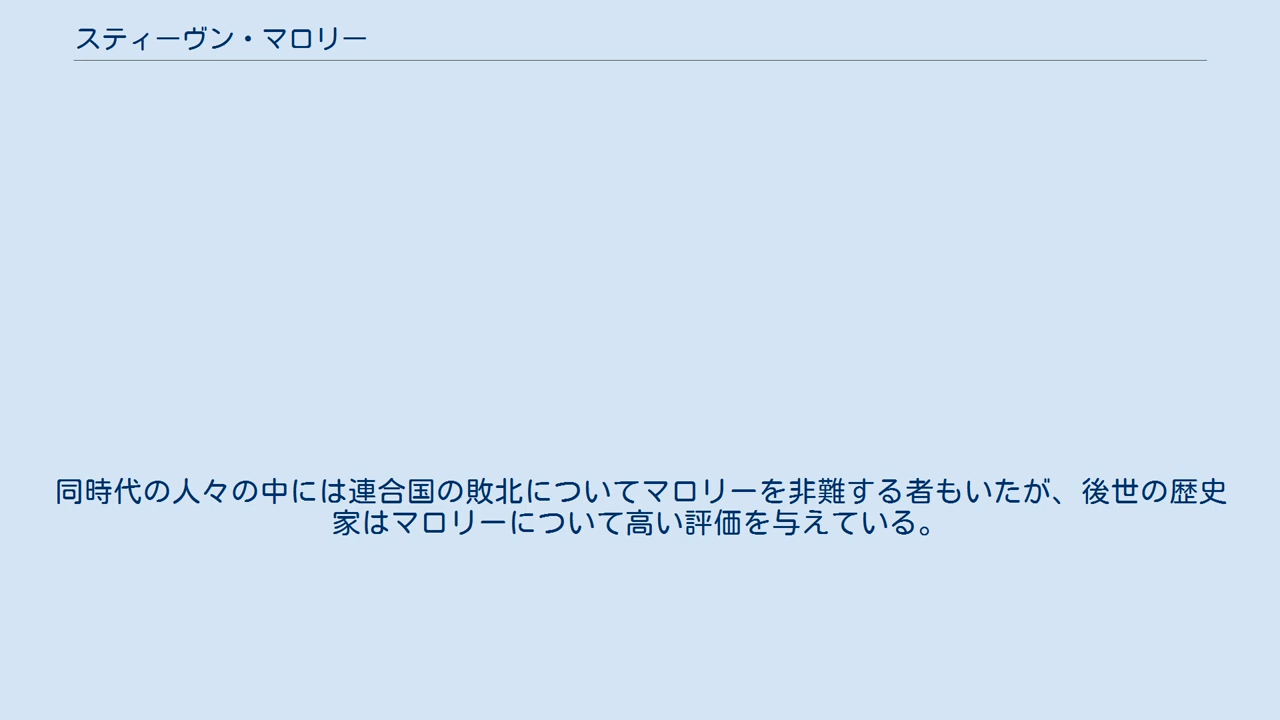 スティーヴン・マロリー
同時代の人々の中には連合国の敗北についてマロリーを非難する者もいたが、後世の歴史
家はマロリーについて高い評価を与えている。